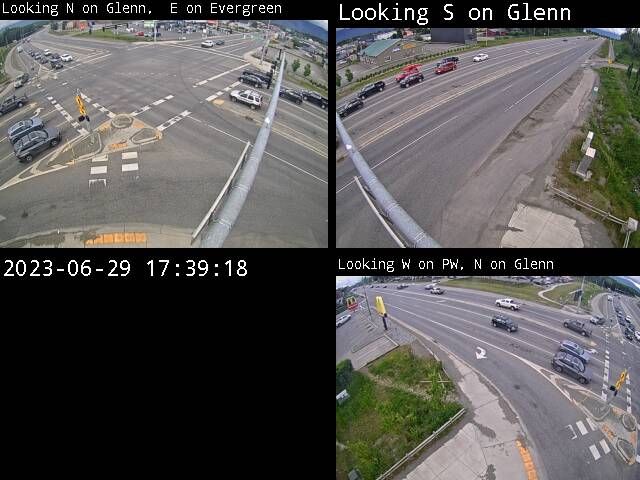 Looking N on Glenn,  E on Evergreen
Looking S on Glenn
2023-06-29 17:39:18
Looking W on PW, N on Glenn